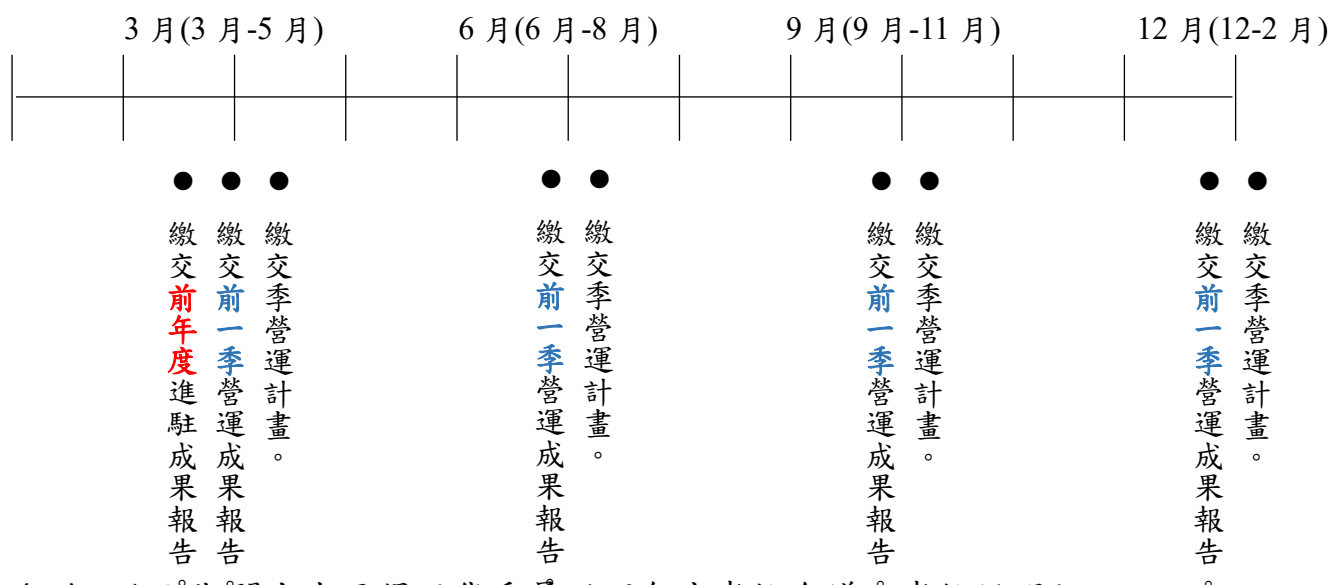 3 月(3 月-5 月)
6 月(6 月-8 月)
9 月(9 月-11 月)
12 月(12-2 月)
● 繳交季營運計畫。
● 繳交前一季營運成果報告。
● 繳交前年度進駐成果報告。
● 繳交季營運計畫。
● 繳交前一季營運成果報告。
● 繳交季營運計畫。
● 繳交前一季營運成果報告。
● 繳交季營運計畫。
● 繳交前一季營運成果報告。